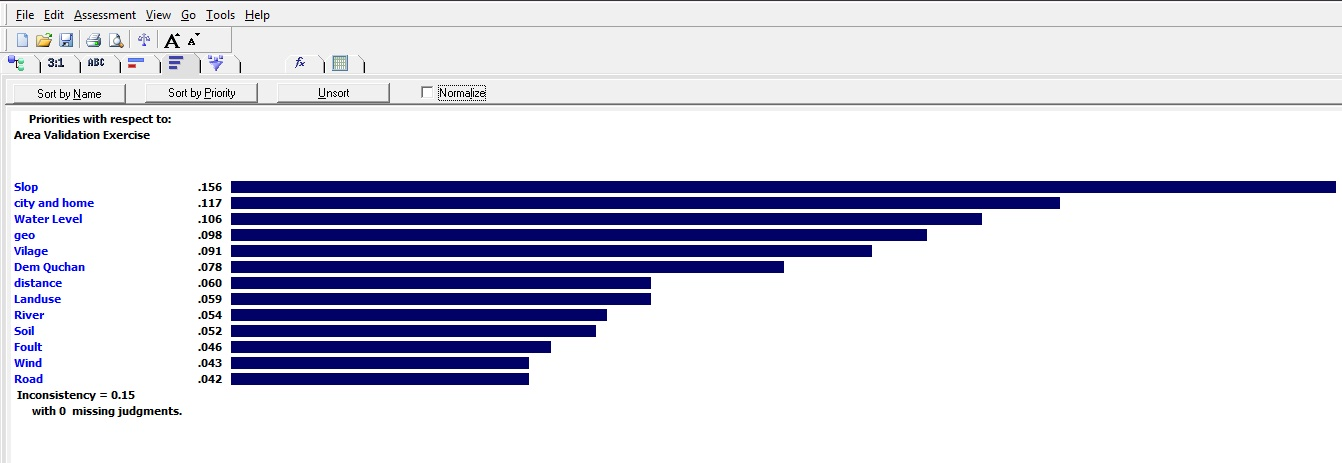 File Edit Assessment View Go Tools Help
A A
3:1 ABC fx
Sort by Name Sort by Priority Unsort Normalize
Priorities with respect to:
Area Validation Exercise
Slop .156
city and home .117
Water Level .106
geo .098
Vilage .091
Dem Quchan .078
distance .060
Landuse .059
River .054
Soil .052
Foult .046
Wind .043
Road .042
Inconsistency = 0.15
with 0 missing judgments.